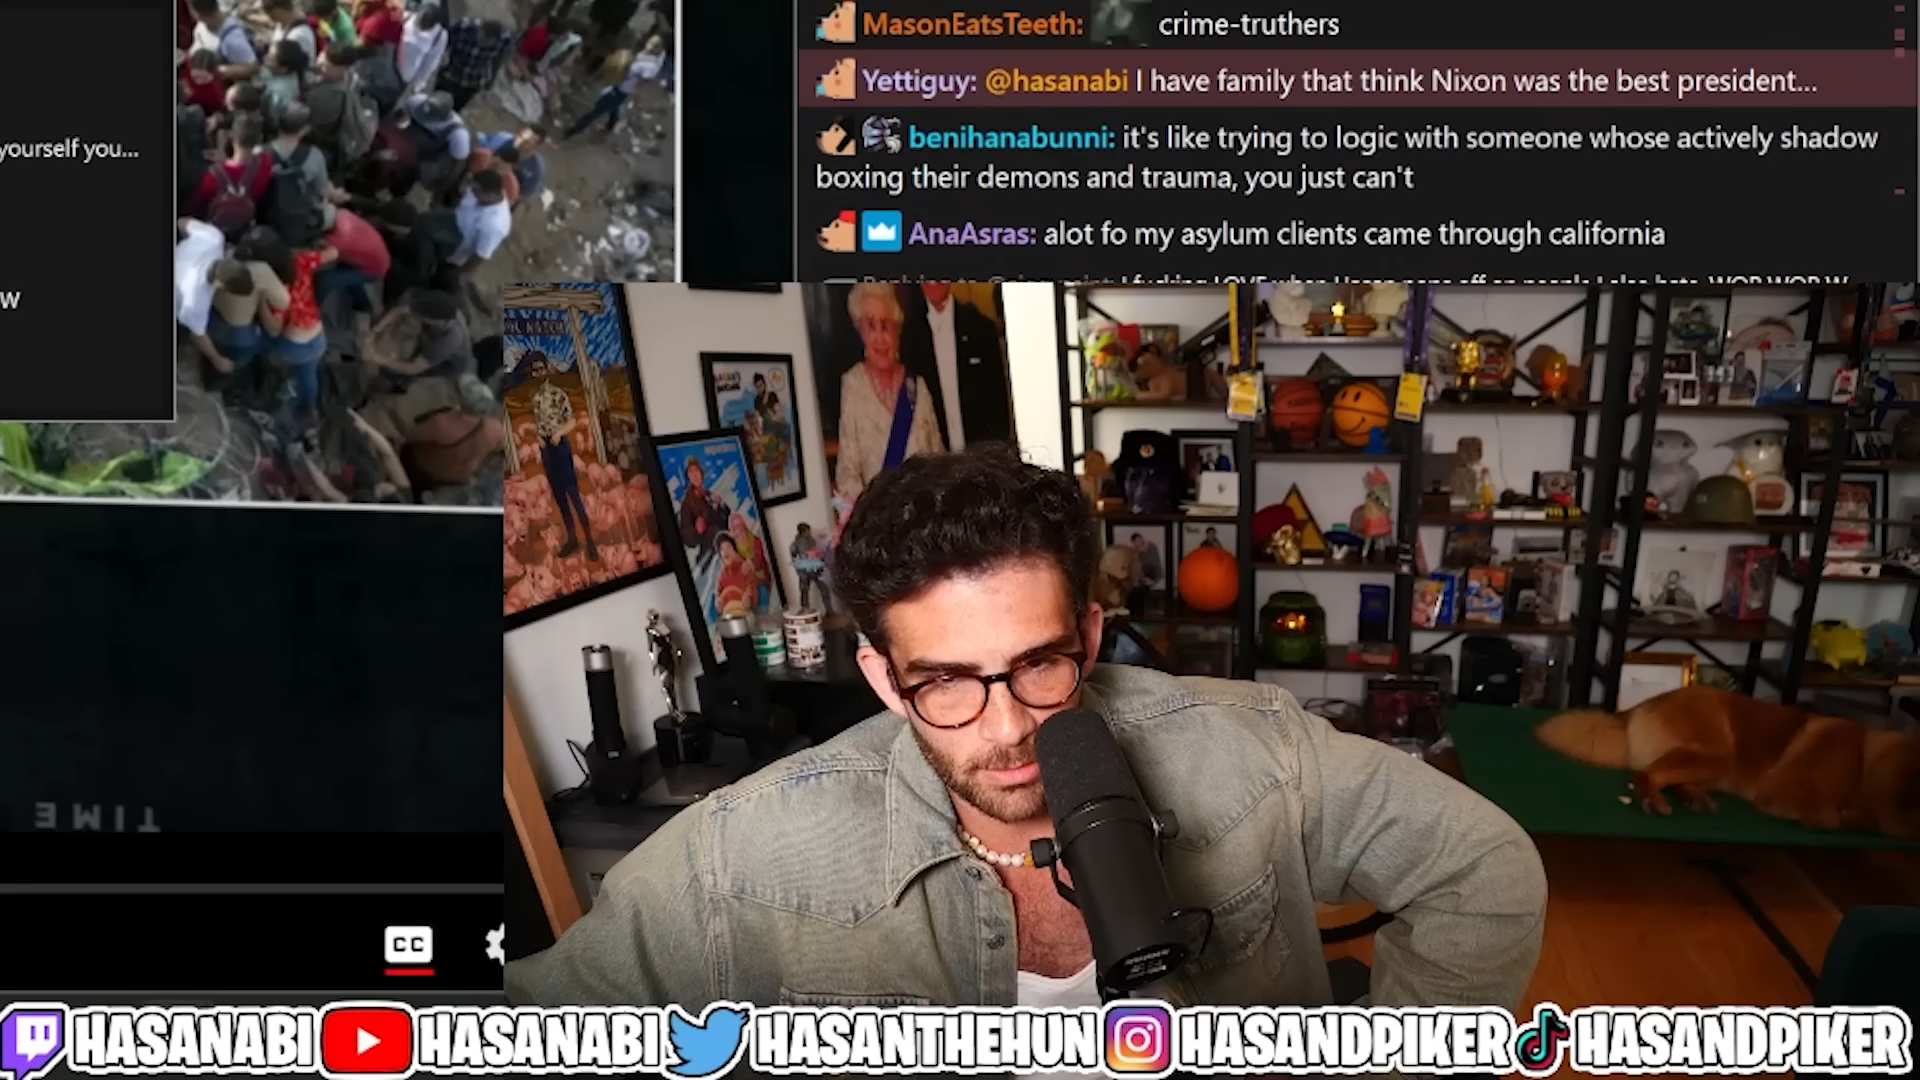 MasonEatsTeeth: crime-truthers
Yettiguy: @hasanabi I have family that think Nixon was the best president...
yourself you...
benihanabunni: it's like trying to logic with someone whose actively shadow
boxing their demons and trauma, you just can't
AnaAsras: alot fo my asylum clients came through california
W
TIME
CC
HASANABI HASANABI HASANTHEHUN HASANDPIKER HASANDPIKER